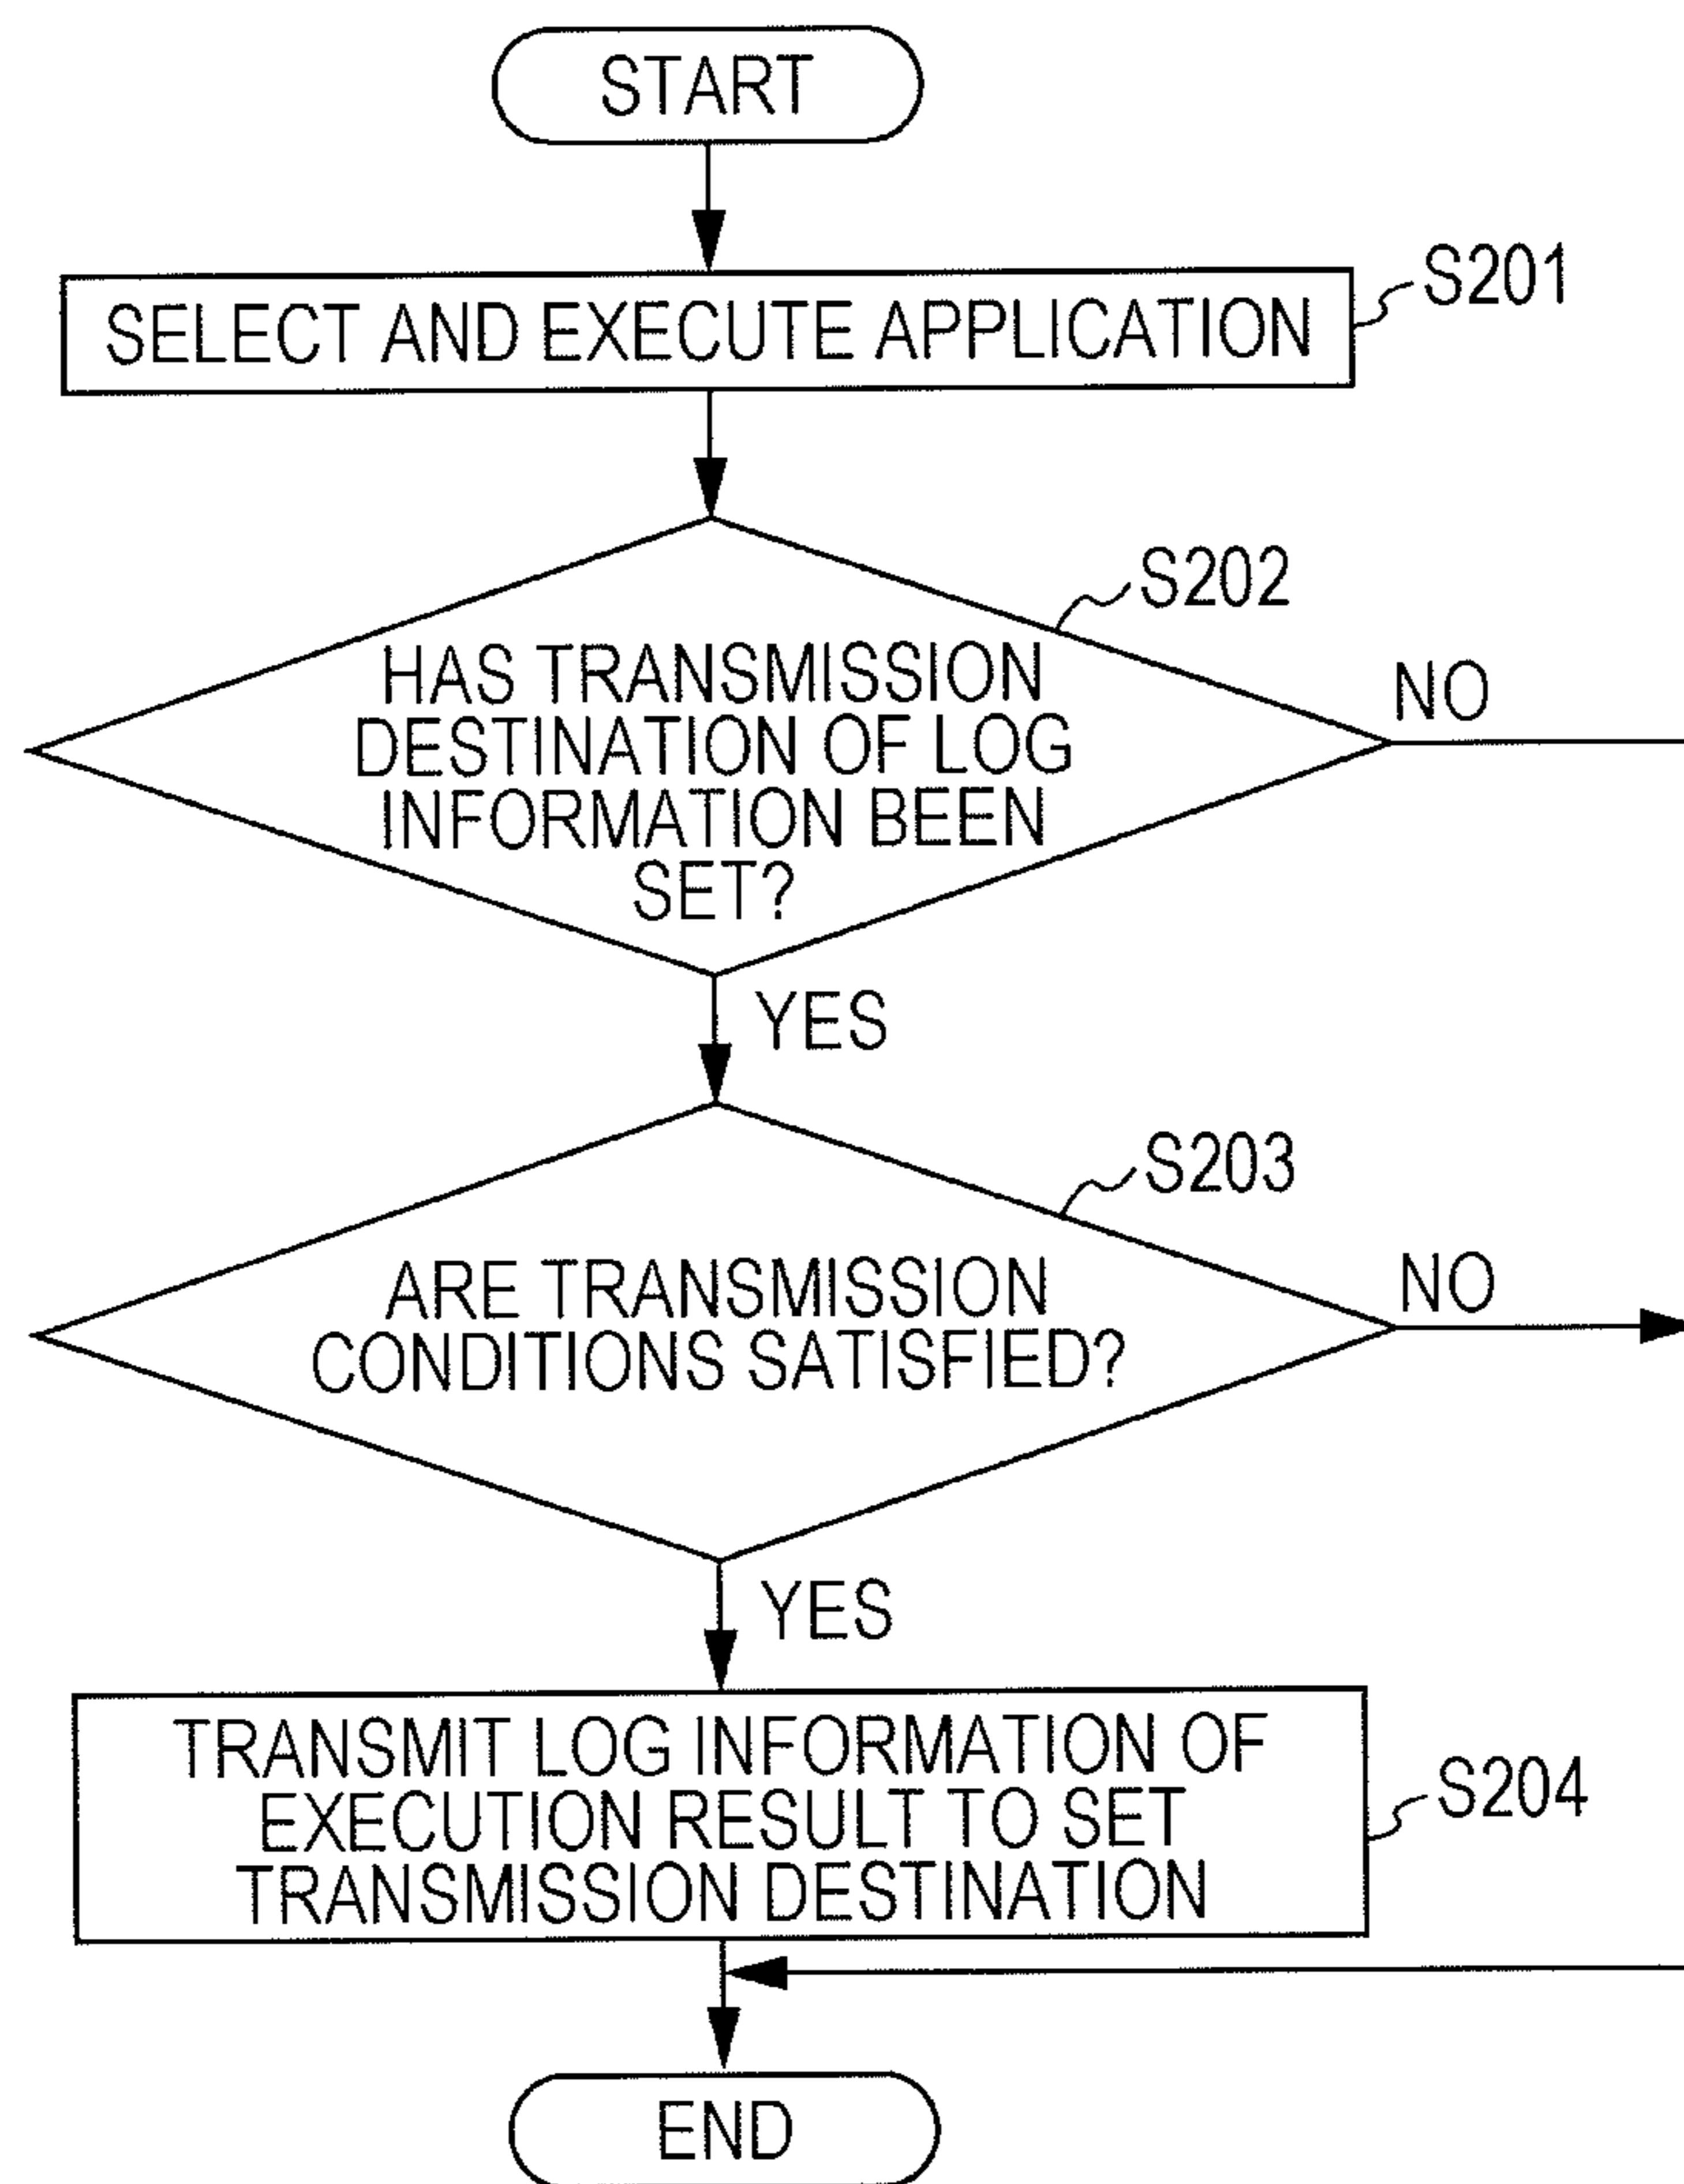 START
SELECT AND EXECUTE APPLICATION
S201
S202
HAS TRANSMISSION
DESTINATION OF LOG
INFORMATION BEEN
SET?
NO
YES
S203
ARE TRANSMISSION
CONDITIONS SATISFIED?
NO
YES
TRANSMIT LOG INFORMATION OF
EXECUTION RESULT TO SET
TRANSMISSION DESTINATION
S204
END